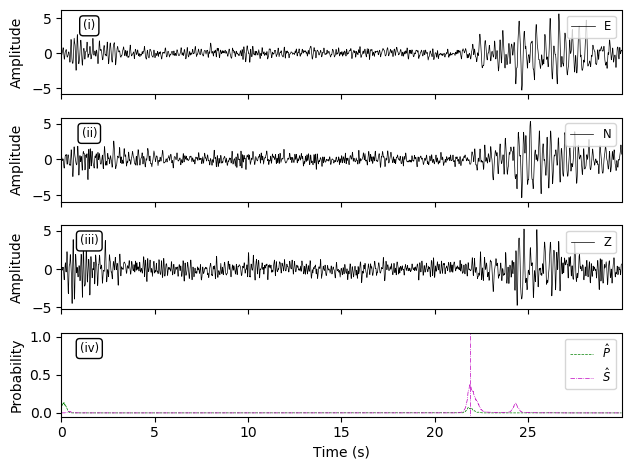 5
0
−5
Amplitude
(i)
E
5
0
−5
Amplitude
(ii)
N
5
0
−5
Amplitude
(iii)
Z
1.0
0.5
0.0
Probability
(iv)
P̂
Ŝ
0 5 10 15 20 25
Time (s)